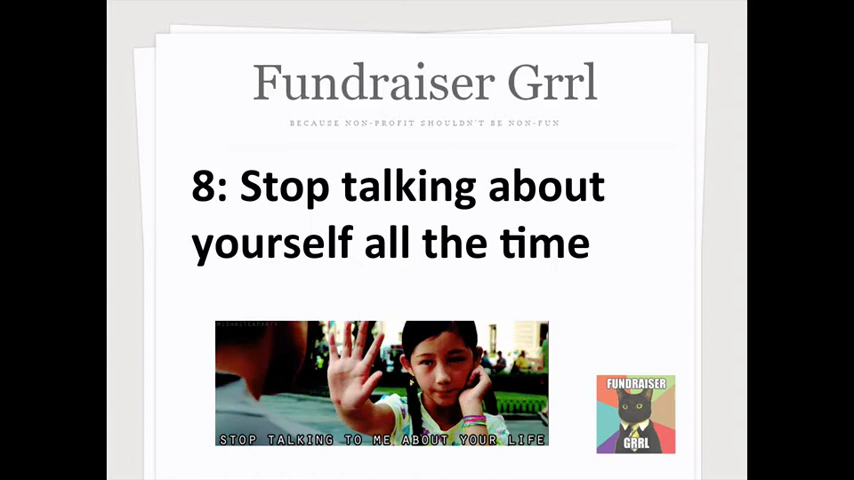 Fundraiser Grrl
BECAUSE NON-PROFIT SHOULDN'T BE NON-FUN
8: Stop talking about
yourself all the time
STOP TALKING TO ME ABOUT YOUR LIFE
FUNDRAISER
GRRL